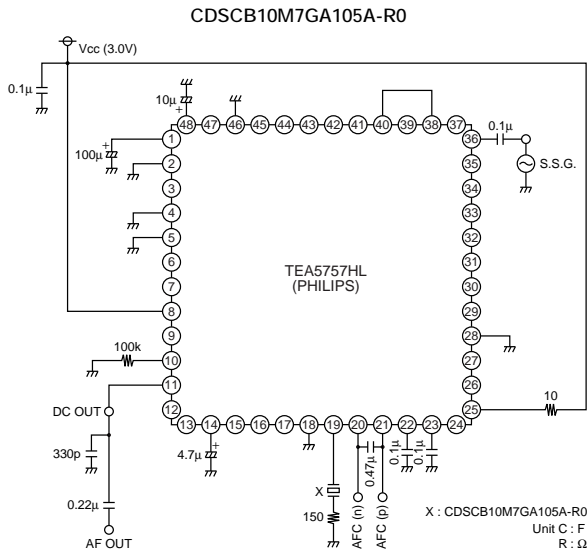 CDSCB10M7GA105A-R0
Vcc (3.0V)
0.1μ
10μ
+
48 47 46 45 44 43 42 41 40 39 38 37
0.1μ
+
100μ
1
2
3
4
5
6
7
8
9
10
11
12
36
35
34
33
32
31
30
29
28
27
26
25
S.S.G.
TEA5757HL
(PHILIPS)
100k
10
DC OUT
13 14 15 16 17 18 19 20 21 22 23 24
330p
4.7μ
+
0.47μ
0.1μ
0.1μ
0.22μ
X
150
AFC (n)
AFC (p)
AF OUT
X : CDSCB10M7GA105A-R0
Unit C : F
R : Ω